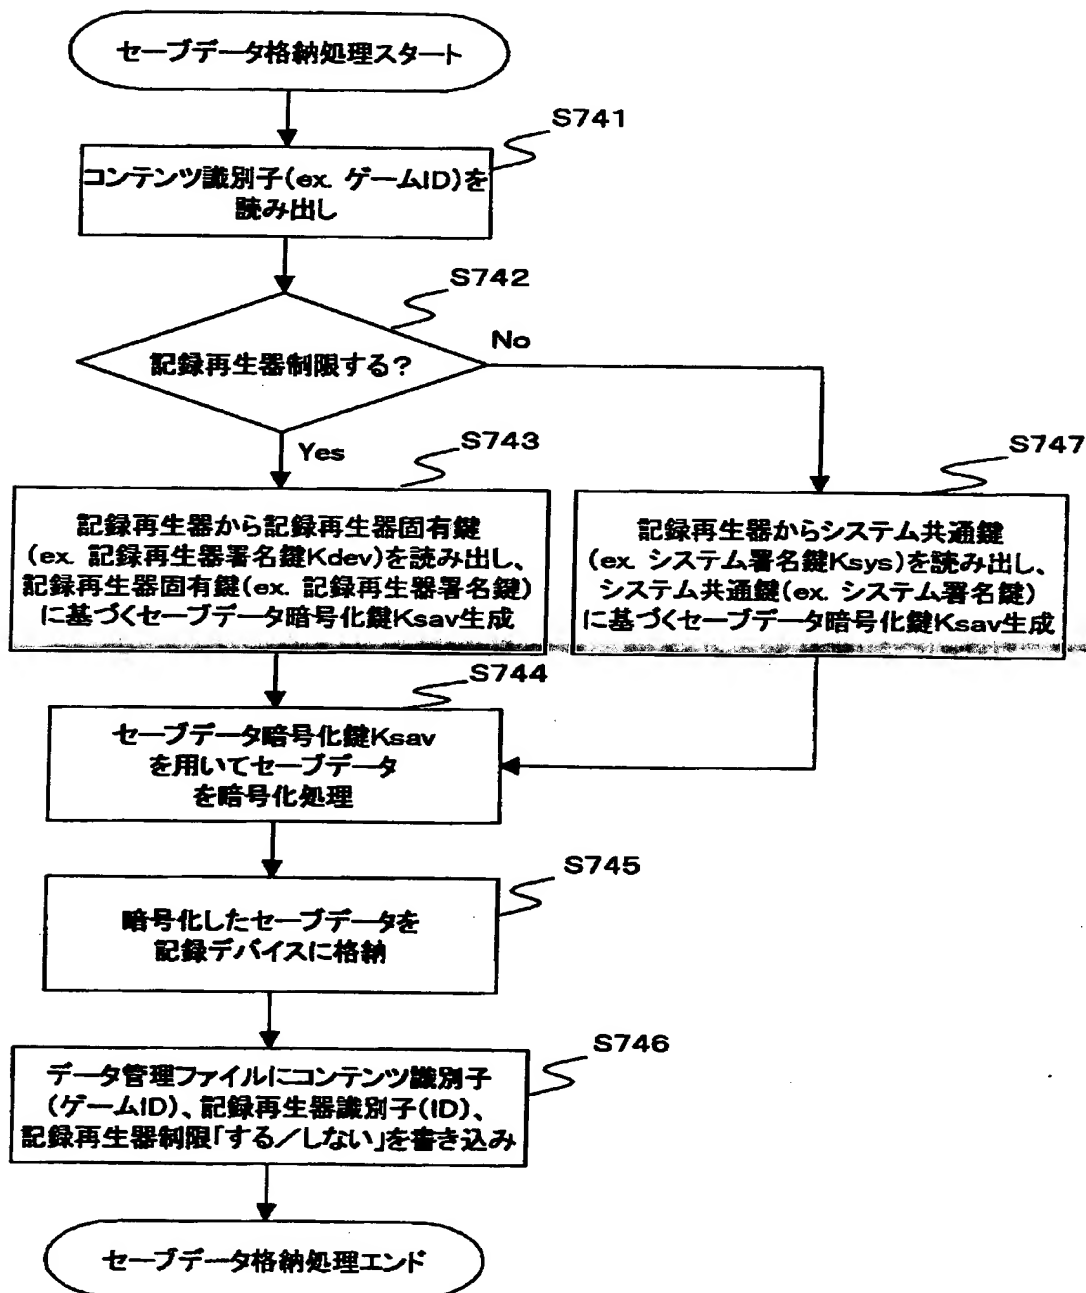 セーブデータ格納処理スタート
S741
コンテンツ識別子(ex. ゲームID)を
読み出し
S742
記録再生器制限する?
No
Yes
S743
記録再生器から記録再生器固有鍵
(ex. 記録再生器署名鍵Kdev)を読み出し、
記録再生器固有鍵(ex. 記録再生器署名鍵)
に基づくセーブデータ暗号化鍵Ksav生成
S747
記録再生器からシステム共通鍵
(ex. システム署名鍵Ksys)を読み出し、
システム共通鍵(ex. システム署名鍵)
に基づくセーブデータ暗号化鍵Ksav生成
S744
セーブデータ暗号化鍵Ksav
を用いてセーブデータ
を暗号化処理
S745
暗号化したセーブデータを
記録デバイスに格納
S746
データ管理ファイルにコンテンツ識別子
(ゲームID)、記録再生器識別子(ID)、
記録再生器制限「する/しない」を書き込み
セーブデータ格納処理エンド